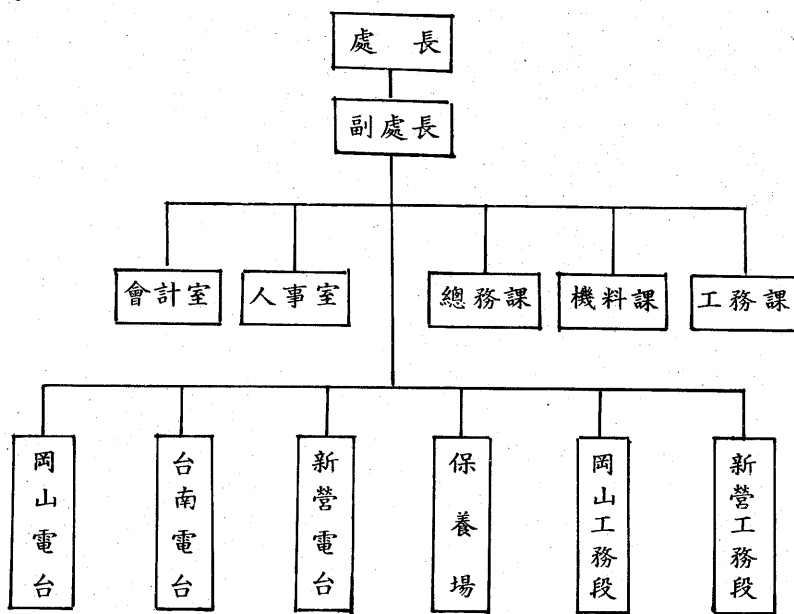 處長
副處長
會計室
人事室
總務課
機料課
工務課
岡山電台
台南電台
新營電台
保養場
岡山工務段
新營工務段